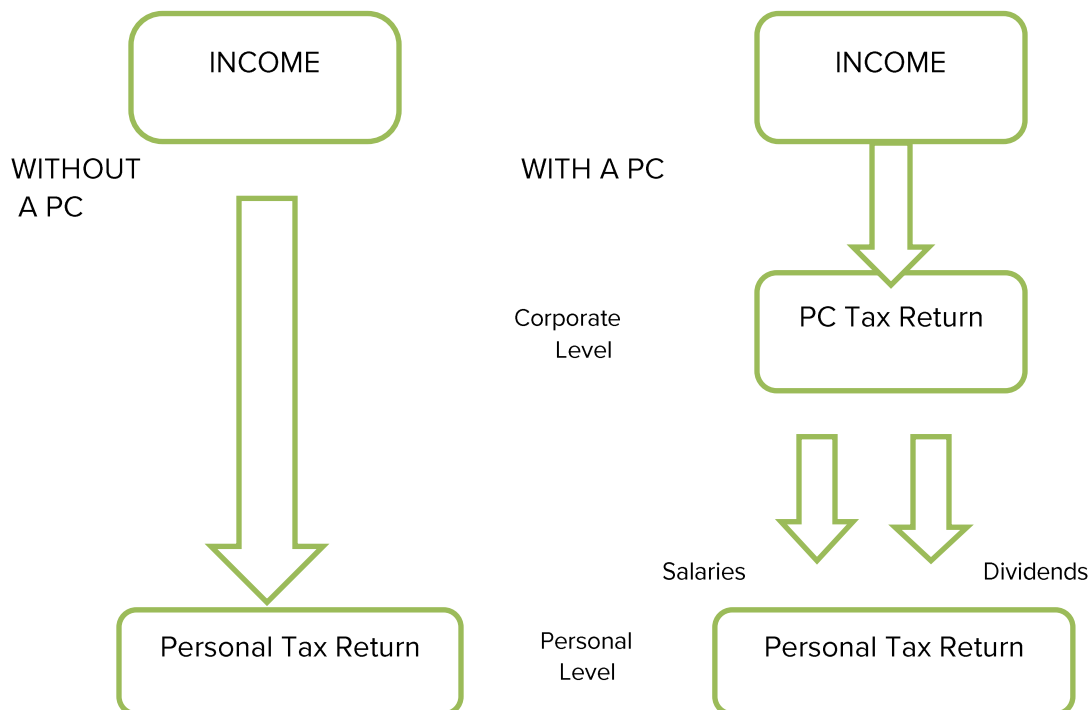 INCOME
WITHOUT
A PC
Personal Tax Return
INCOME
WITH A PC
Corporate
Level
PC Tax Return
Salaries
Dividends
Personal
Level
Personal Tax Return